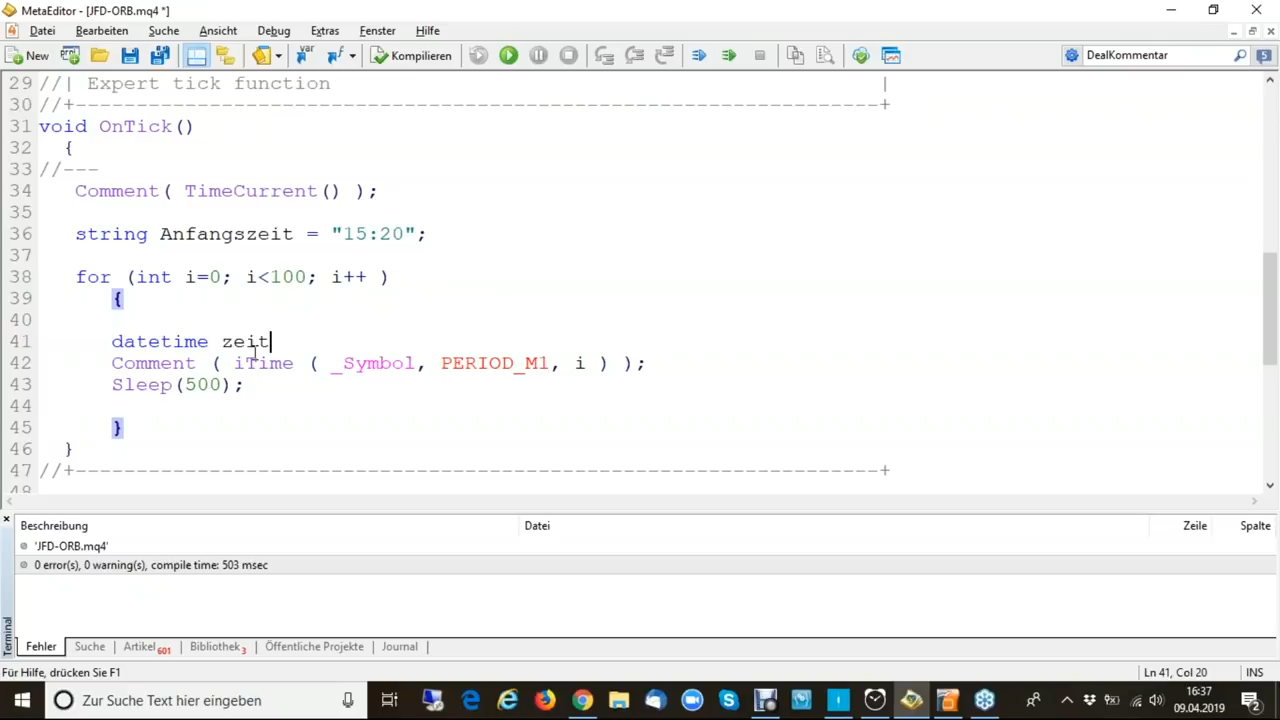 MetaEditor - [JFD-ORB.mq4 *]
Datei Bearbeiten Suche Ansicht Debug Extras Fenster Hilfe
New var Kompilieren DealKommentar 5
29 //| Expert tick function |
30 //+------------------------------------------------------------------+
31 void OnTick()
32 {
33 //---
34 Comment( TimeCurrent() );
35
36 string Anfangszeit = "15:20";
37
38 for (int i=0; i<100; i++ )
39 {
40
41 datetime zeit
42 Comment ( iTime ( _Symbol, PERIOD_M1, i ) );
43 Sleep(500);
44
45 }
46 }
47 //+------------------------------------------------------------------+
48
Beschreibung Datei Zeile Spalte
'JFD-ORB.mq4'
0 error(s), 0 warning(s), compile time: 503 msec
Terminal
Fehler Suche Artikel 601 Bibliothek 3 Öffentliche Projekte Journal
Für Hilfe, drücken Sie F1 Ln 41, Col 20 INS
Zur Suche Text hier eingeben 16:37
09.04.2019 2